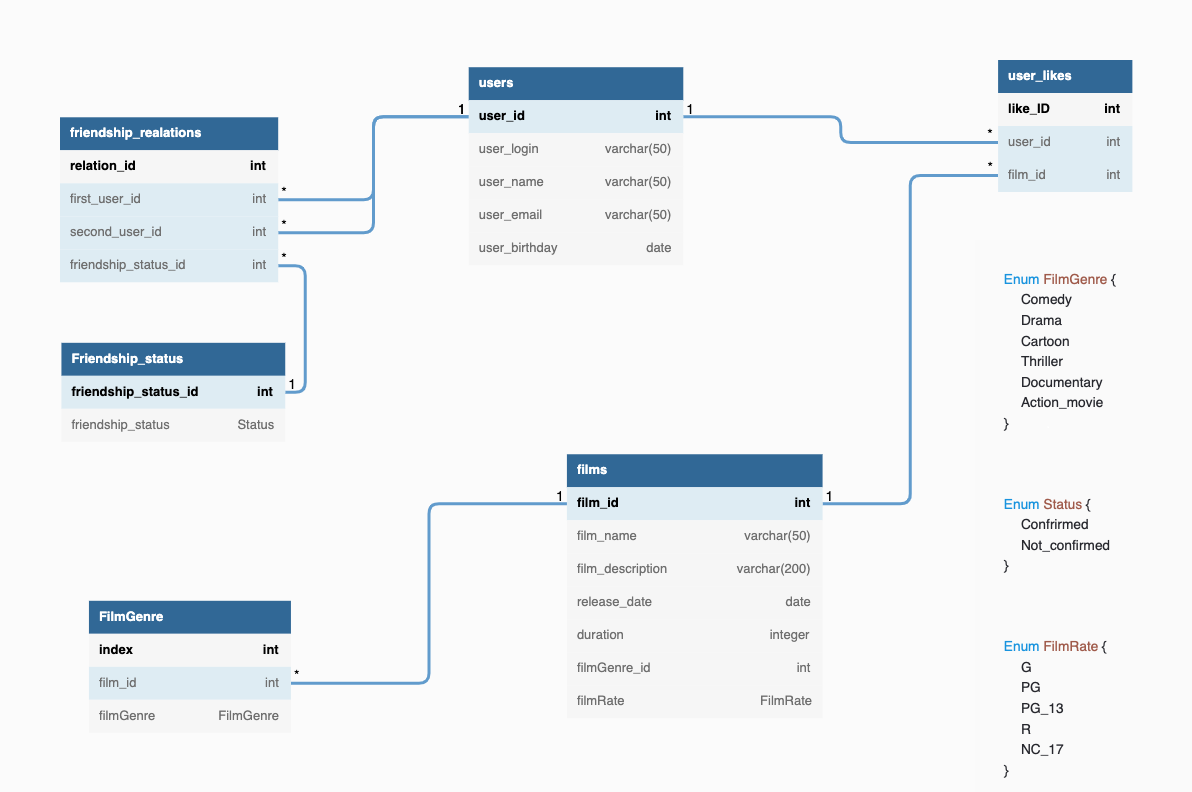 friendship_realations
relation_id int
first_user_id int *
second_user_id int *
friendship_status_id int *
Friendship_status
friendship_status_id int 1
friendship_status Status
users
1 user_id int 1
user_login varchar(50)
user_name varchar(50)
user_email varchar(50)
user_birthday date
user_likes
like_ID int
* user_id int
* film_id int
films
1 film_id int 1
film_name varchar(50)
film_description varchar(200)
release_date date
duration integer
filmGenre_id int
filmRate FilmRate
FilmGenre
index int
film_id int *
filmGenre FilmGenre
Enum FilmGenre {
Comedy
Drama
Cartoon
Thriller
Documentary
Action_movie
}
Enum Status {
Confrirmed
Not_confirmed
}
Enum FilmRate {
G
PG
PG_13
R
NC_17
}